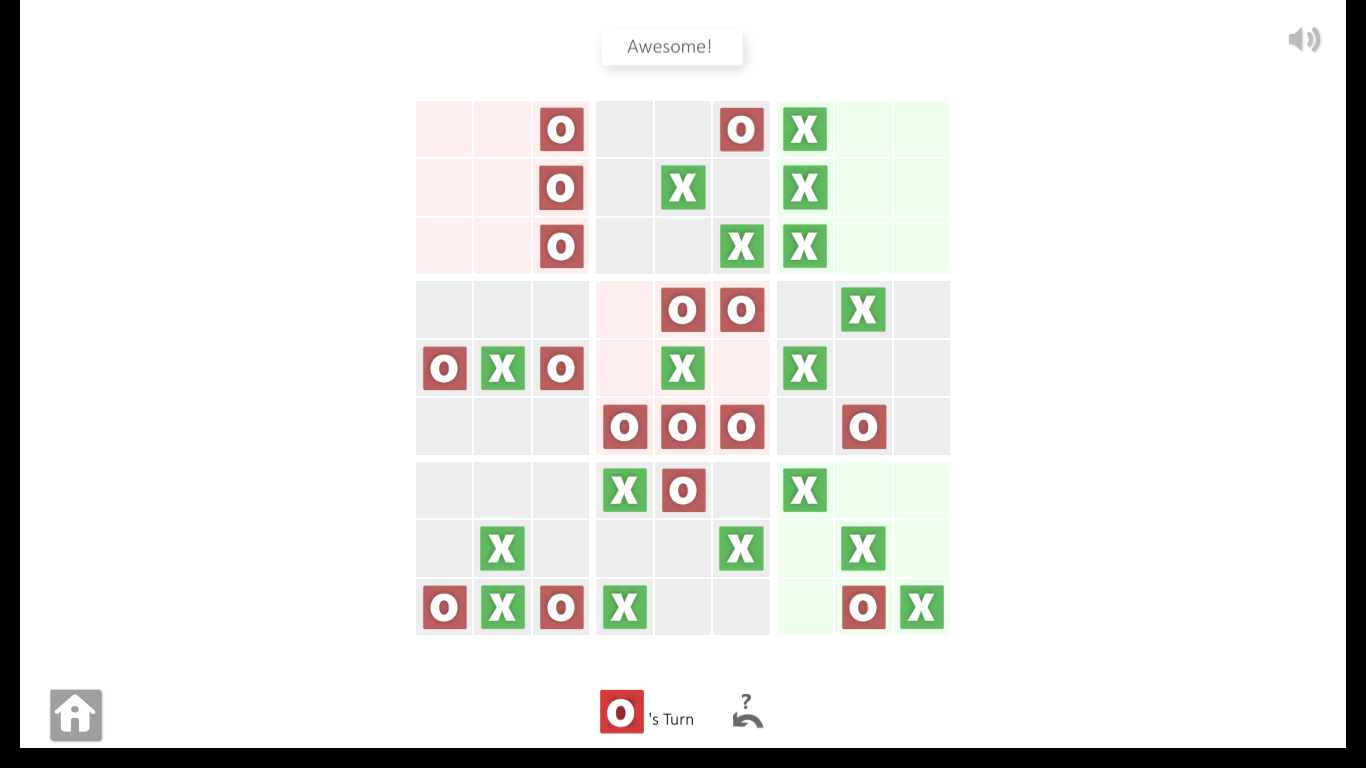 Awesome!
O O X
O X X
O X X
O O X
O X O X X
O O O O
X O X
X X X
O X O X O X
O 's Turn
?